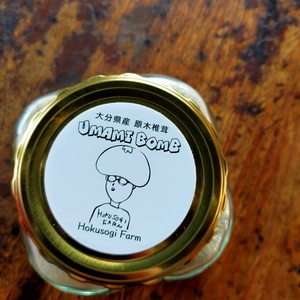 大分県産 原木椎茸
UMAMI BOMB
HOKUSOGI
FARM
Hokusogi Farm